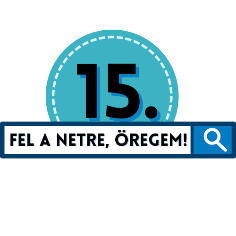 15.
FEL A NETRE, ÖREGEM!